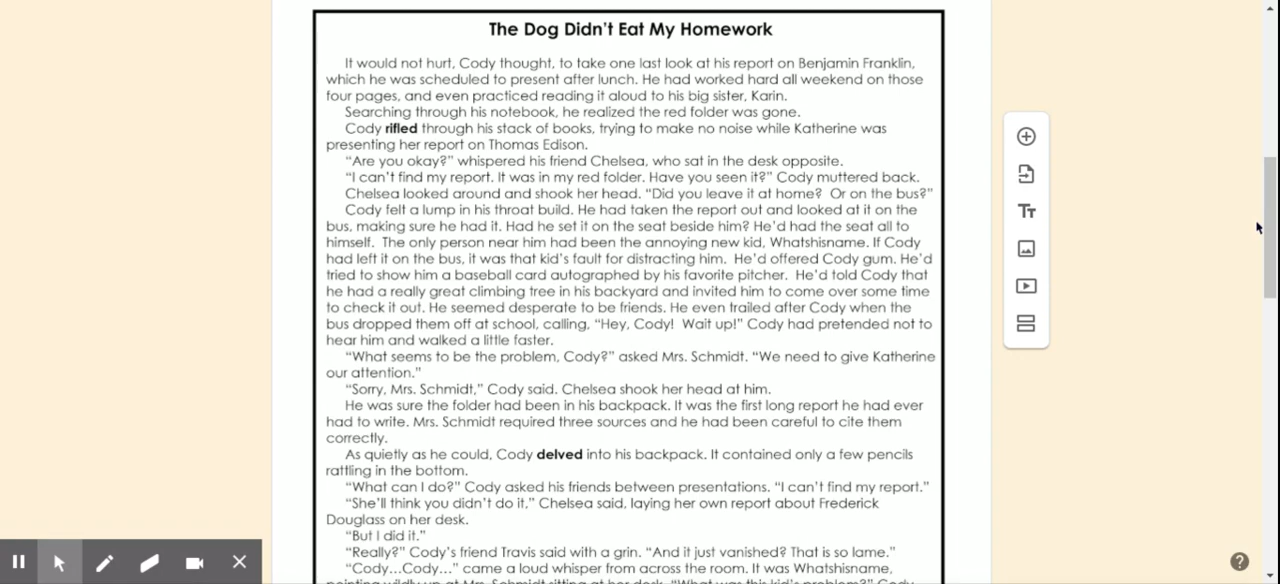 The Dog Didn't Eat My Homework
It would not hurt, Cody thought, to take one last look at his report on Benjamin Franklin,
which he was scheduled to present after lunch. He had worked hard all weekend on those
four pages, and even practiced reading it aloud to his big sister, Karin.
Searching through his notebook, he realized the red folder was gone.
Cody rifled through his stack of books, trying to make no noise while Katherine was
presenting her report on Thomas Edison.
“Are you okay?” whispered his friend Chelsea, who sat in the desk opposite.
“I can't find my report. It was in my red folder. Have you seen it?” Cody muttered back.
Chelsea looked around and shook her head. “Did you leave it at home?  Or on the bus?”
Cody felt a lump in his throat build. He had taken the report out and looked at it on the
bus, making sure he had it. Had he set it on the seat beside him? He'd had the seat all to
himself.  The only person near him had been the annoying new kid, Whatshisname. If Cody
had left it on the bus, it was that kid's fault for distracting him.  He'd offered Cody gum. He'd
tried to show him a baseball card autographed by his favorite pitcher.  He'd told Cody that
he had a really great climbing tree in his backyard and invited him to come over some time
to check it out. He seemed desperate to be friends. He even trailed after Cody when the
bus dropped them off at school, calling, “Hey, Cody!  Wait up!” Cody had pretended not to
hear him and walked a little faster.
“What seems to be the problem, Cody?” asked Mrs. Schmidt. “We need to give Katherine
our attention.”
“Sorry, Mrs. Schmidt,” Cody said. Chelsea shook her head at him.
He was sure the folder had been in his backpack. It was the first long report he had ever
had to write. Mrs. Schmidt required three sources and he had been careful to cite them
correctly.
As quietly as he could, Cody delved into his backpack. It contained only a few pencils
rattling in the bottom.
“What can I do?” Cody asked his friends between presentations. “I can't find my report.”
“She'll think you didn't do it,” Chelsea said, laying her own report about Frederick
Douglass on her desk.
“But I did it.”
“Really?” Cody's friend Travis said with a grin. “And it just vanished? That is so lame.”
“Cody...Cody...” came a loud whisper from across the room. It was Whatshisname,
pointing wildly up at Mrs. Schmidt sitting at her desk. “What was this kid's problem?” Cody